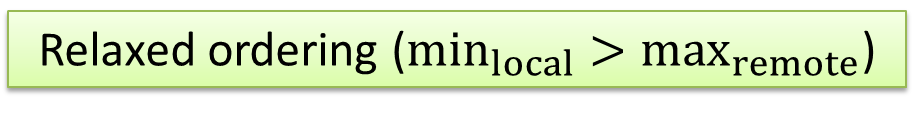 Relaxed ordering (min_local > max_remote)